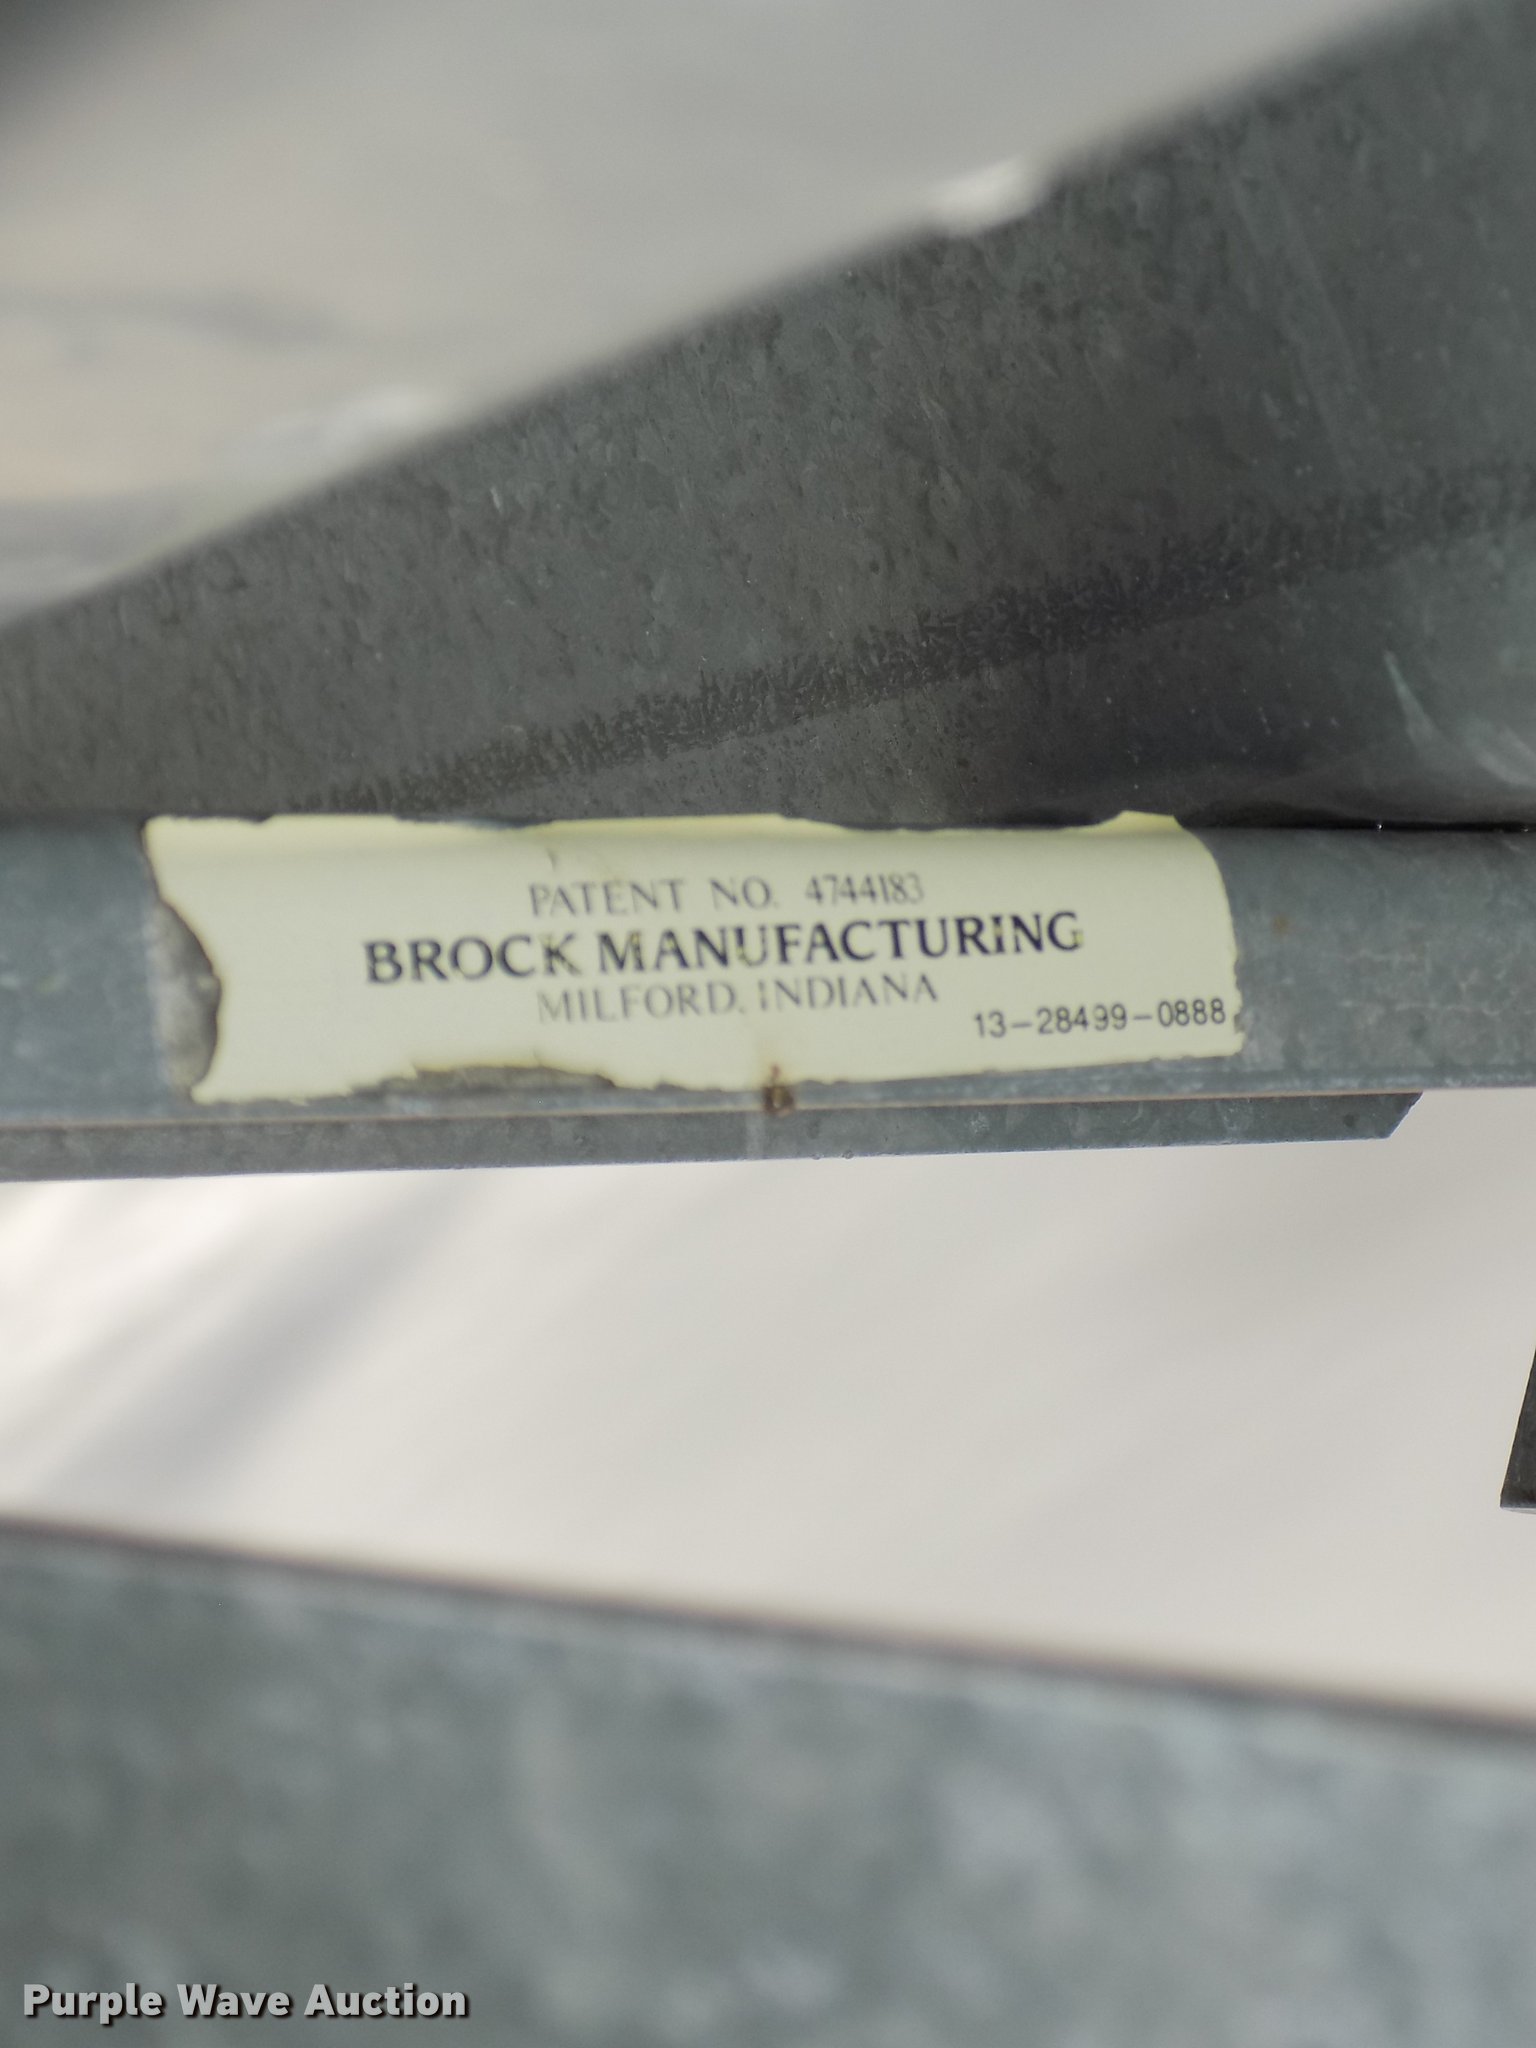 PATENT NO. 4744183
BROCK MANUFACTURING
MILFORD, INDIANA
13-28499-0888
Purple Wave Auction